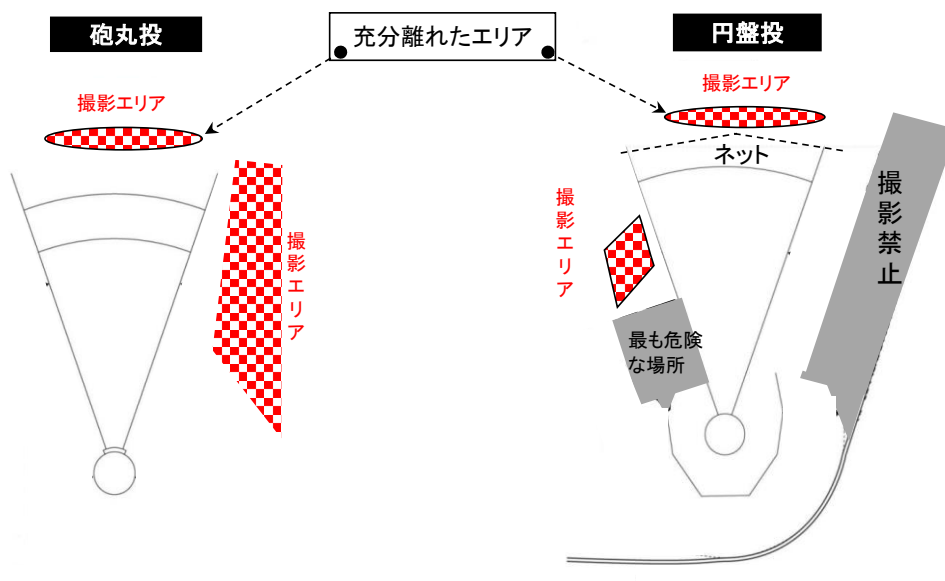 砲丸投
充分離れたエリア
円盤投
撮影エリア
撮影エリア
ネット
撮影エリア
撮影エリア
撮影禁止
最も危険
な場所